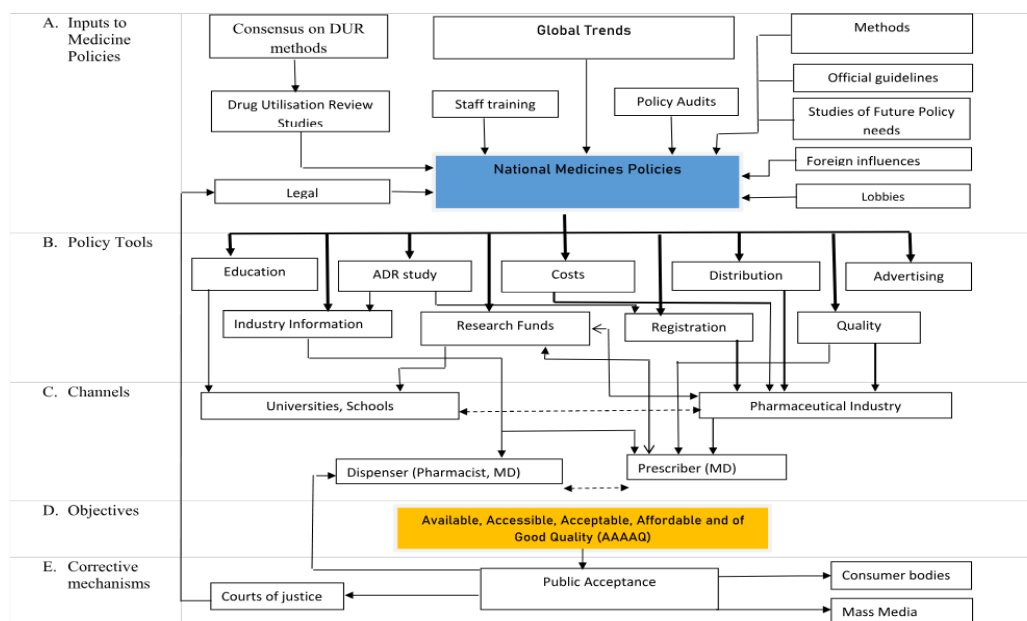 A. Inputs to
Medicine
Policies
Consensus on DUR
methods
Global Trends
Methods
Official guidelines
Drug Utilisation Review
Studies
Staff training
Policy Audits
Studies of Future Policy
needs
National Medicines Policies
Foreign influences
Legal
Lobbies
B. Policy Tools
Education
ADR study
Costs
Distribution
Advertising
Industry Information
Research Funds
Registration
Quality
C. Channels
Universities, Schools
Pharmaceutical Industry
Dispenser (Pharmacist, MD)
Prescriber (MD)
D. Objectives
Available, Accessible, Acceptable, Affordable and of
Good Quality (AAAAQ)
E. Corrective
mechanisms
Public Acceptance
Consumer bodies
Courts of justice
Mass Media